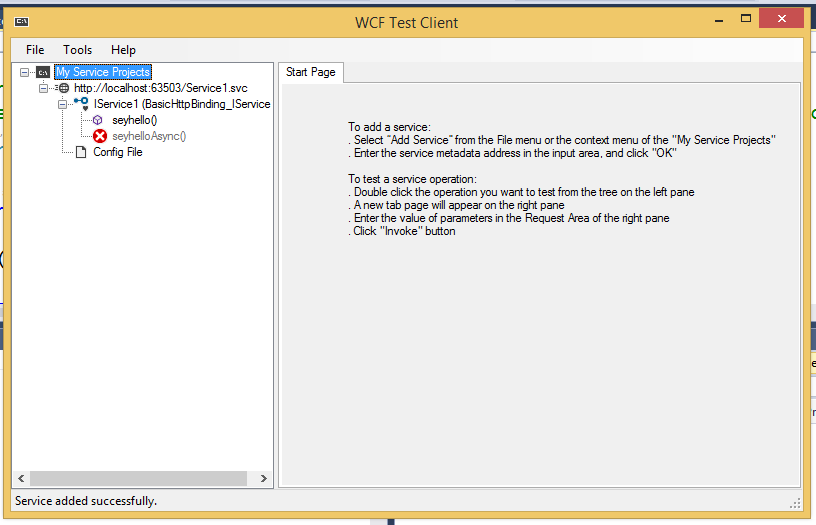 WCF Test Client
File Tools Help
My Service Projects
http://localhost:63503/Service1.svc
IService1 (BasicHttpBinding_IService
seyhello()
seyhelloAsync()
Config File
Start Page
To add a service:
. Select "Add Service" from the File menu or the context menu of the "My Service Projects"
. Enter the service metadata address in the input area, and click "OK"
To test a service operation:
. Double click the operation you want to test from the tree on the left pane
. A new tab page will appear on the right pane
. Enter the value of parameters in the Request Area of the right pane
. Click "Invoke" button
Service added successfully.